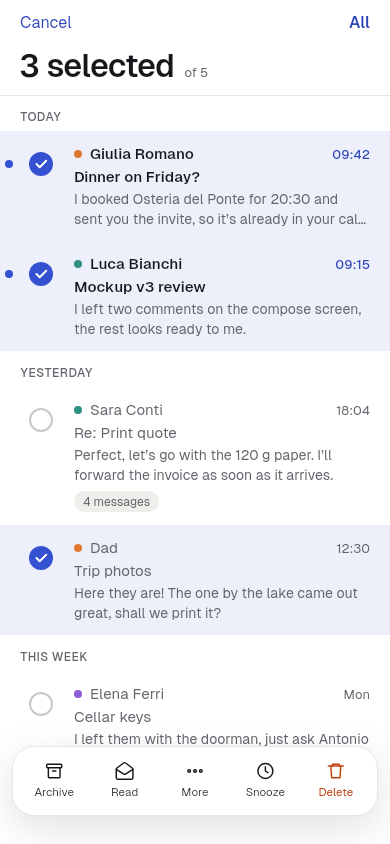 Cancel All
3 selected of 5
TODAY
Giulia Romano 09:42
Dinner on Friday?
I booked Osteria del Ponte for 20:30 and
sent you the invite, so it's already in your cal…
Luca Bianchi 09:15
Mockup v3 review
I left two comments on the compose screen,
the rest looks ready to me.
YESTERDAY
Sara Conti 18:04
Re: Print quote
Perfect, let's go with the 120 g paper. I'll
forward the invoice as soon as it arrives.
4 messages
Dad 12:30
Trip photos
Here they are! The one by the lake came out
great, shall we print it?
THIS WEEK
Elena Ferri Mon
Cellar keys
I left them with the doorman, just ask Antonio
Archive Read More Snooze Delete